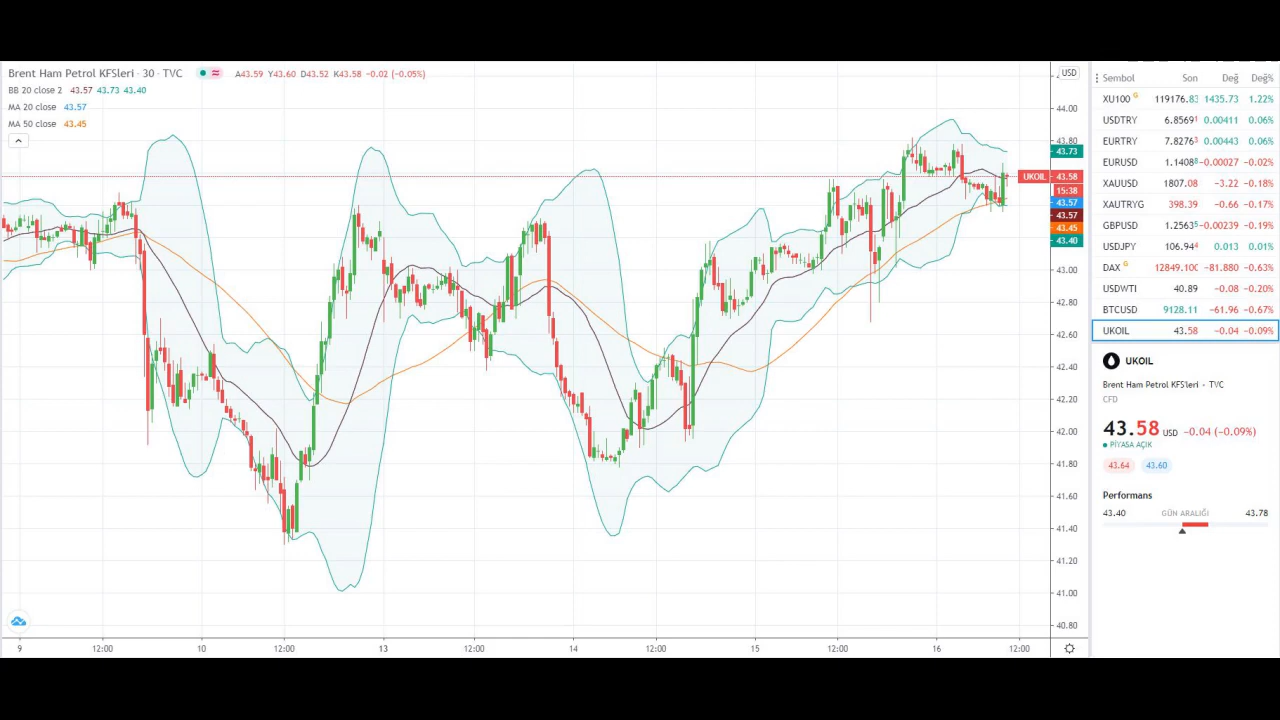 Brent Ham Petrol KFSleri · 30 · TVC A43.59 Y43.60 D43.52 K43.58 −0.02 (−0.05%)
BB 20 close 2 43.57 43.73 43.40
MA 20 close 43.57
MA 50 close 43.45
USD
44.00
43.80
43.73
UKOIL 43.58
15:38
43.57
43.57
43.45
43.40
43.00
42.80
42.60
42.40
42.20
42.00
41.80
41.60
41.40
41.20
41.00
40.80
9 12:00 10 12:00 13 12:00 14 12:00 15 12:00 16 12:00
Sembol Son Değ Değ%
XU100 G 119176.83 1435.73 1.22%
USDTRY 6.85691 0.00411 0.06%
EURTRY 7.82763 0.00443 0.06%
EURUSD 1.14088 −0.00027 −0.02%
XAUUSD 1807.08 −3.22 −0.18%
XAUTRYG 398.39 −0.66 −0.17%
GBPUSD 1.25635 −0.00239 −0.19%
USDJPY 106.944 0.013 0.01%
DAX G 12849.100 −81.880 −0.63%
USDWTI 40.89 −0.08 −0.20%
BTCUSD 9128.11 −61.96 −0.67%
UKOIL 43.58 −0.04 −0.09%
UKOIL
Brent Ham Petrol KFSleri • TVC
CFD
43.58 USD −0.04 (−0.09%)
PİYASA AÇIK
43.64 43.60
Performans
43.40 GÜN ARALIĞI 43.78